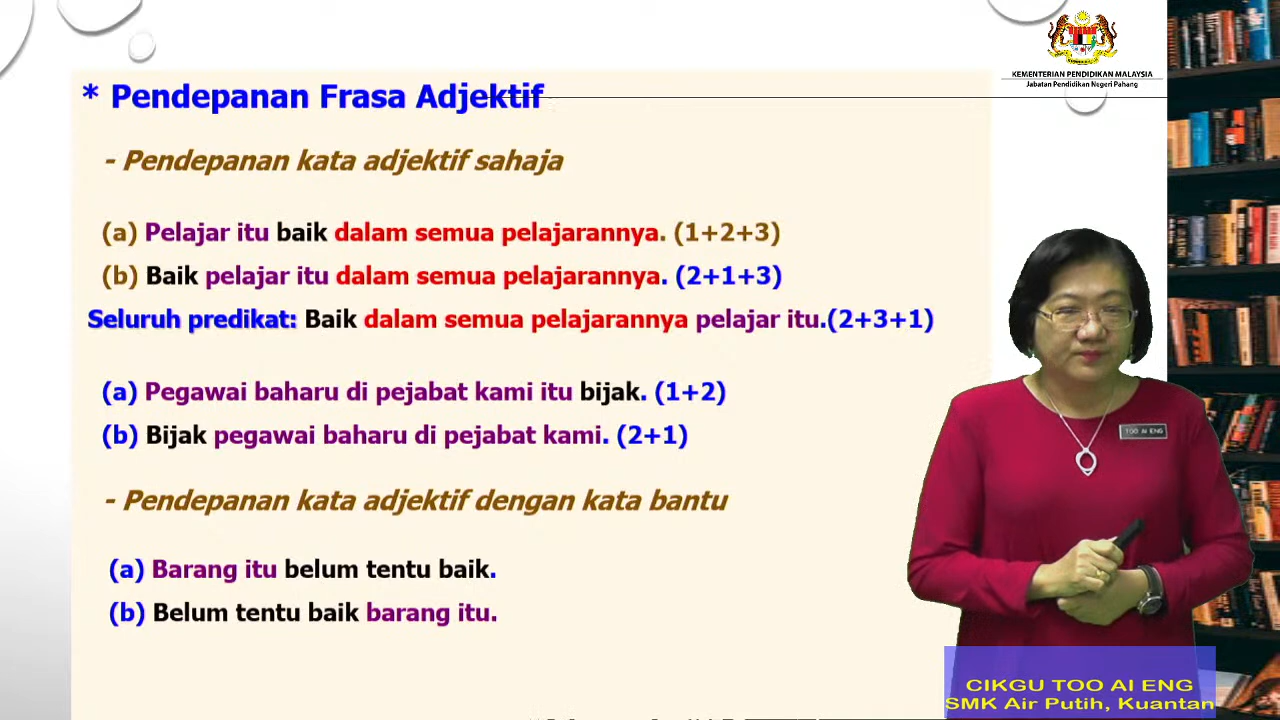 KEMENTERIAN PENDIDIKAN MALAYSIA
Jabatan Pendidikan Negeri Pahang
* Pendepanan Frasa Adjektif
- Pendepanan kata adjektif sahaja
(a) Pelajar itu baik dalam semua pelajarannya. (1+2+3)
(b) Baik pelajar itu dalam semua pelajarannya. (2+1+3)
Seluruh predikat: Baik dalam semua pelajarannya pelajar itu.(2+3+1)
(a) Pegawai baharu di pejabat kami itu bijak. (1+2)
(b) Bijak pegawai baharu di pejabat kami. (2+1)
- Pendepanan kata adjektif dengan kata bantu
(a) Barang itu belum tentu baik.
(b) Belum tentu baik barang itu.
TOO AI ENG
CIKGU TOO AI ENG
SMK Air Putih, Kuantan